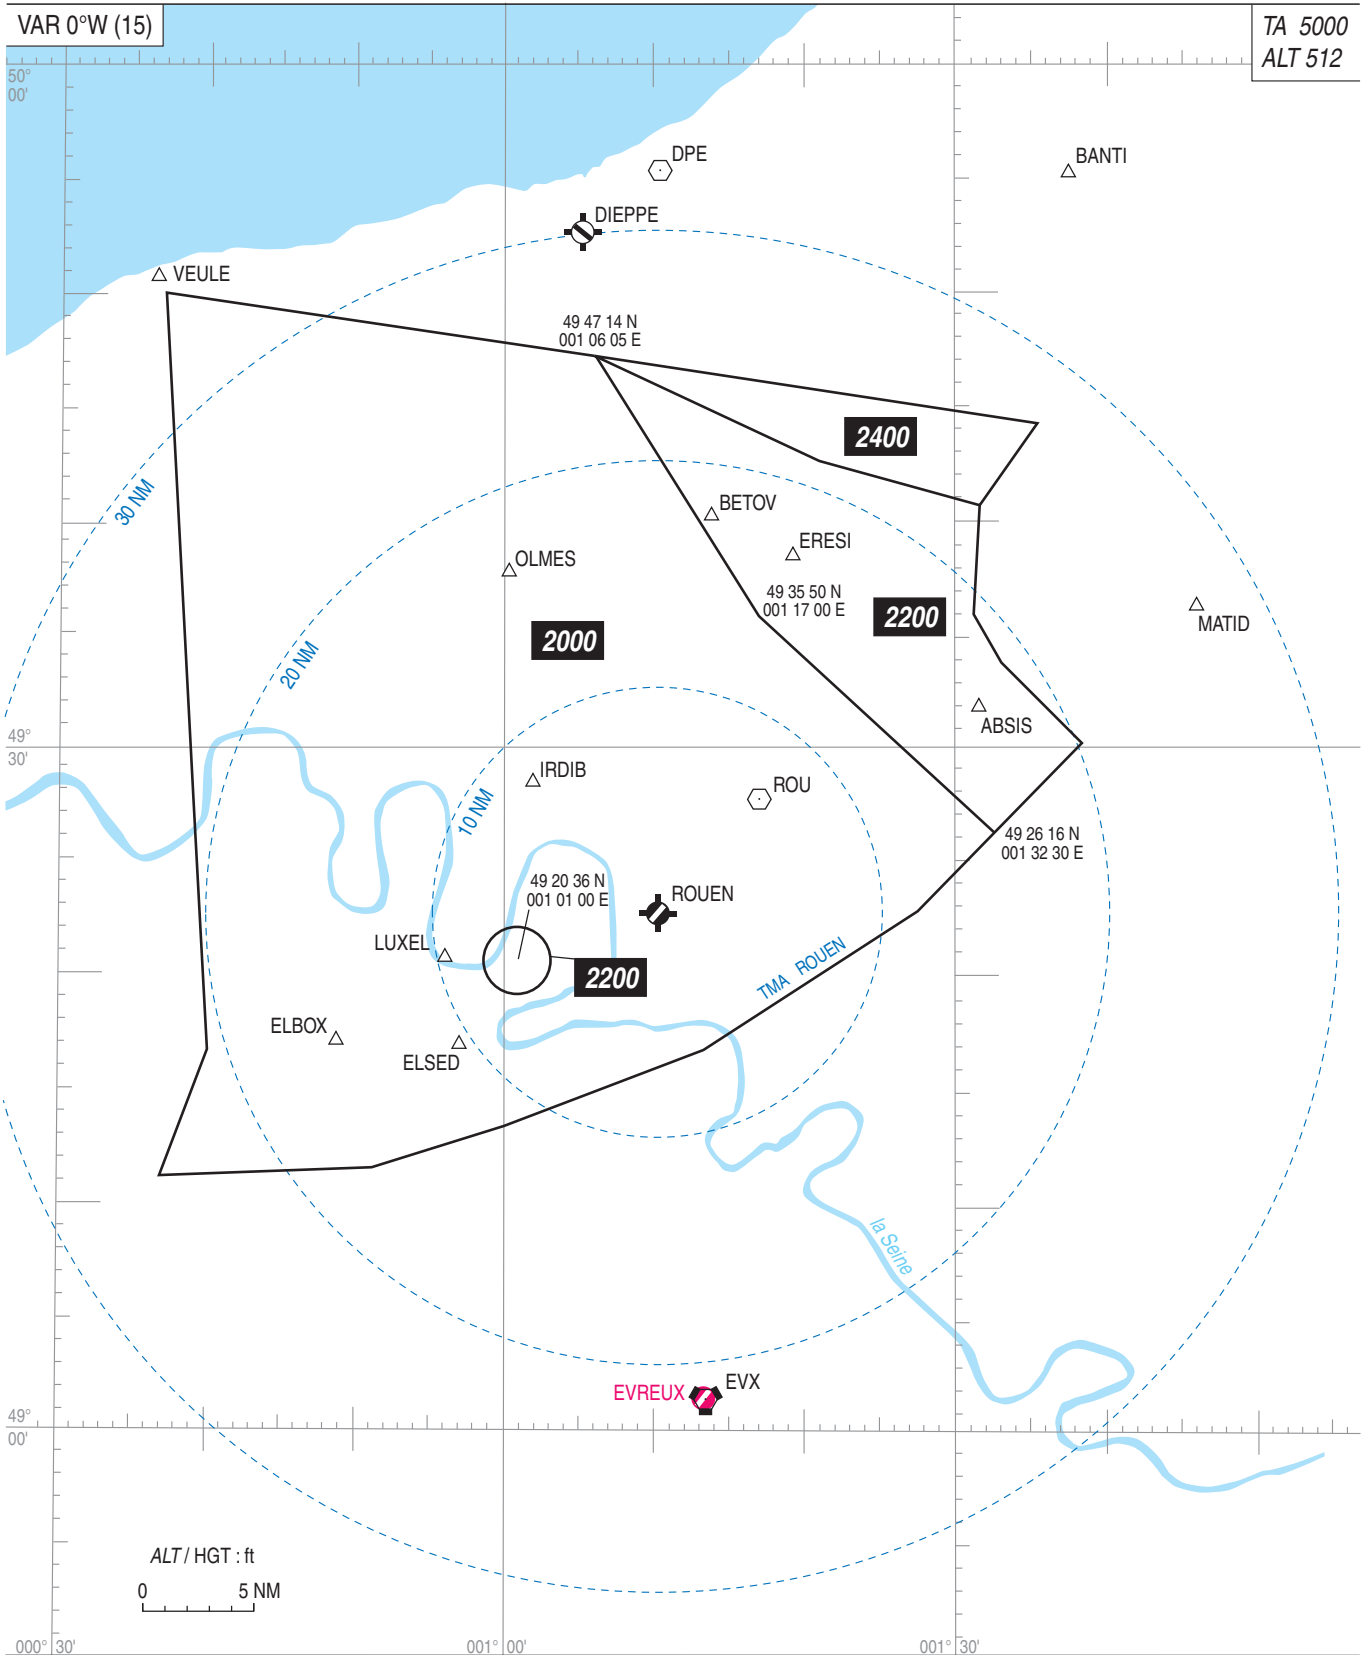 VAR 0°W (15)
TA 5000
ALT 512
50°
00'
DPE
BANTI
DIEPPE
VEULE
49 47 14 N
001 06 05 E
2400
30 NM
BETOV
ERESI
OLMES
49 35 50 N
001 17 00 E
2200
MATID
2000
20 NM
ABSIS
49°
30'
IRDIB
ROU
10 NM
49 26 16 N
001 32 30 E
49 20 36 N
001 01 00 E
ROUEN
LUXEL
2200
TMA ROUEN
ELBOX
ELSED
la Seine
EVREUX
EVX
49°
00'
ALT / HGT : ft
0 5 NM
000° 30'
001° 00'
001° 30'